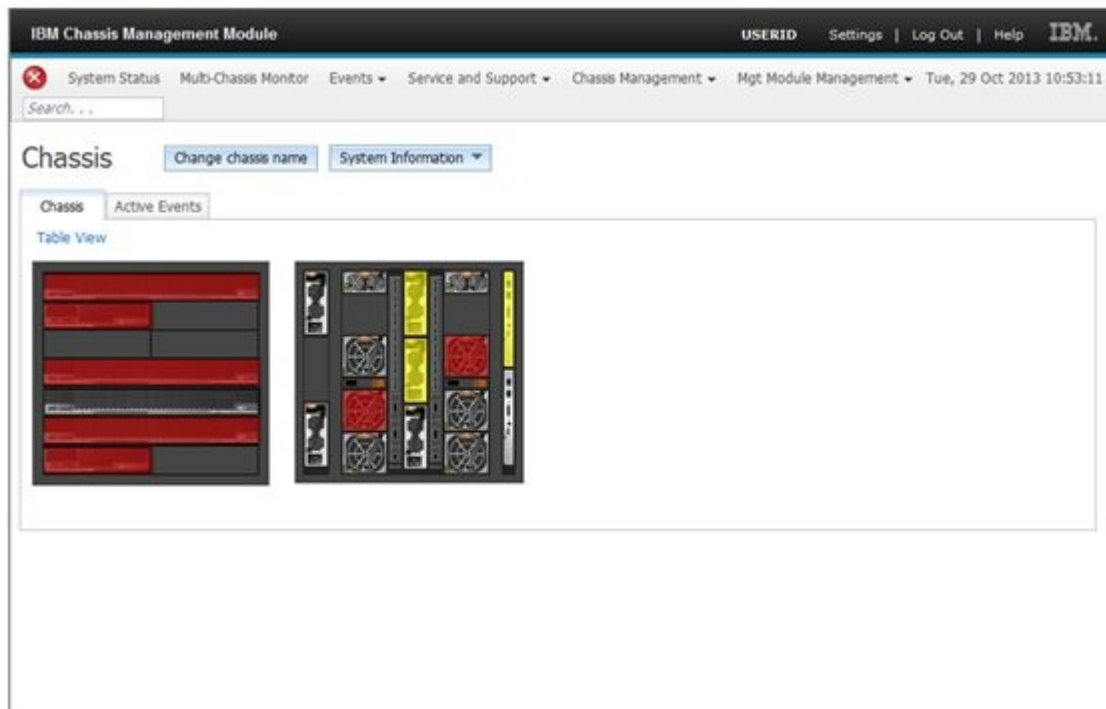 IBM Chassis Management Module USERID Settings | Log Out | Help IBM.
System Status Multi-Chassis Monitor Events Service and Support Chassis Management Mgt Module Management Tue, 29 Oct 2013 10:53:11
Search. . .
Chassis Change chassis name System Information
Chassis Active Events
Table View